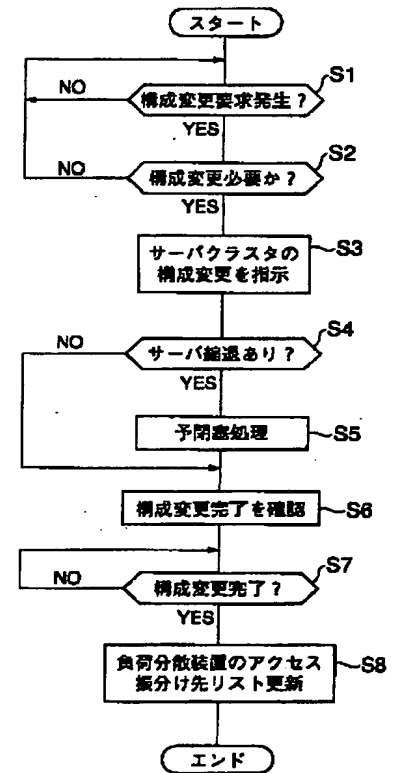 スタート
S1
NO
構成変更要求発生？
YES
S2
NO
構成変更必要か？
YES
S3
サーバクラスタの
構成変更を指示
S4
NO
サーバ縮退あり？
YES
予閉塞処理
S5
構成変更完了を確認
S6
S7
NO
構成変更完了？
YES
負荷分散装置のアクセス
振分け先リスト更新
S8
エンド